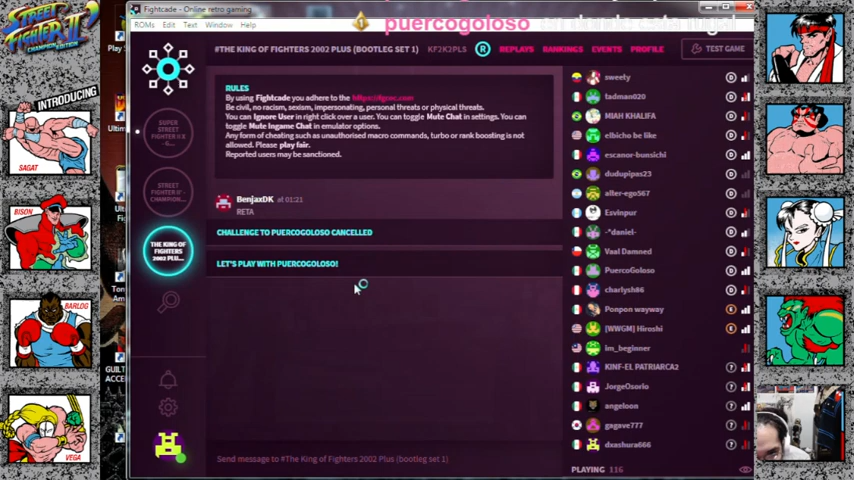 Fightcade - Online retro gaming
puercogoloso
ROMs Edit Text Window Help
#THE KING OF FIGHTERS 2002 PLUS (BOOTLEG SET 1) KF2K2PLS R REPLAYS RANKINGS EVENTS PROFILE TEST GAME
INTRODUCING
SAGAT
BISON
BARLOG
VEGA
SUPER
STREET
FIGHTER II X
STREET
FIGHTER II' -
CHAMPION...
THE KING OF
FIGHTERS
2002 PLU...
RULES
By using Fightcade you adhere to the
Be civil, no racism, sexism, impersonating, personal threats or physical threats.
You can Ignore User in right click over a user. You can toggle Mute Chat in settings. You can
toggle Mute Ingame Chat in emulator options.
Any form of cheating such as unauthorised macro commands, turbo or rank boosting is not
allowed. Please play fair.
Reported users may be sanctioned.
BenjaxDK at 01:21
RETA
CHALLENGE TO PUERCOGOLOSO CANCELLED
LET'S PLAY WITH PUERCOGOLOSO!
Send message to #The King of Fighters 2002 Plus (bootleg set 1)
sweety D
tadman020 D
MIAH KHALIFA D
elbicho be like D
escanor-bunsichi D
dudupipas23 D
aller-ego567 D
Esvinpur D
-*daniel- D
Vaal Damned D
PuercoGoloso D
charlysh86 D
Ponpon wayway E
[WWGM] Hiroshi E
im_beginner
KINF-EL PATRIARCA2 ?
JorgeOsorio ?
angeloon ?
gagave777 ?
dxashura666 ?
PLAYING 116